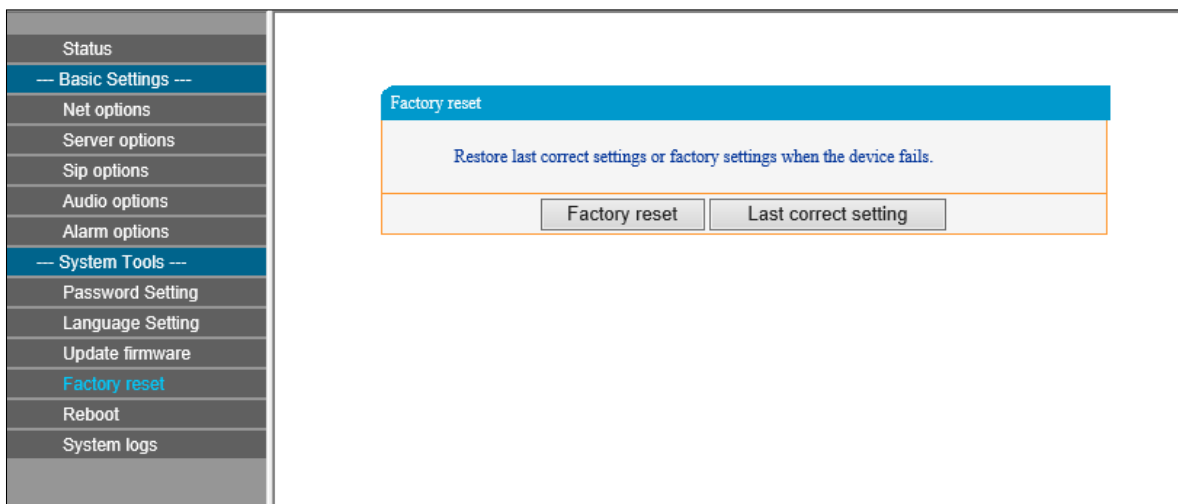 Status
--- Basic Settings ---
Net options
Server options
Sip options
Audio options
Alarm options
--- System Tools ---
Password Setting
Language Setting
Update firmware
Factory reset
Reboot
System logs
Factory reset
Restore last correct settings or factory settings when the device fails.
Factory reset Last correct setting